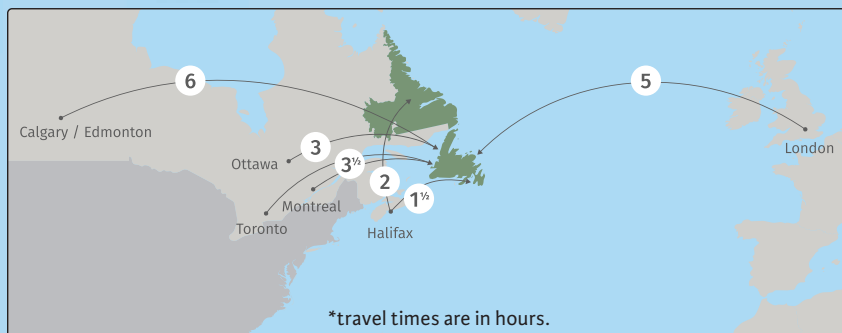 6
5
Calgary / Edmonton
London
3
Ottawa
3½
2
1½
Montreal
Toronto
Halifax
*travel times are in hours.